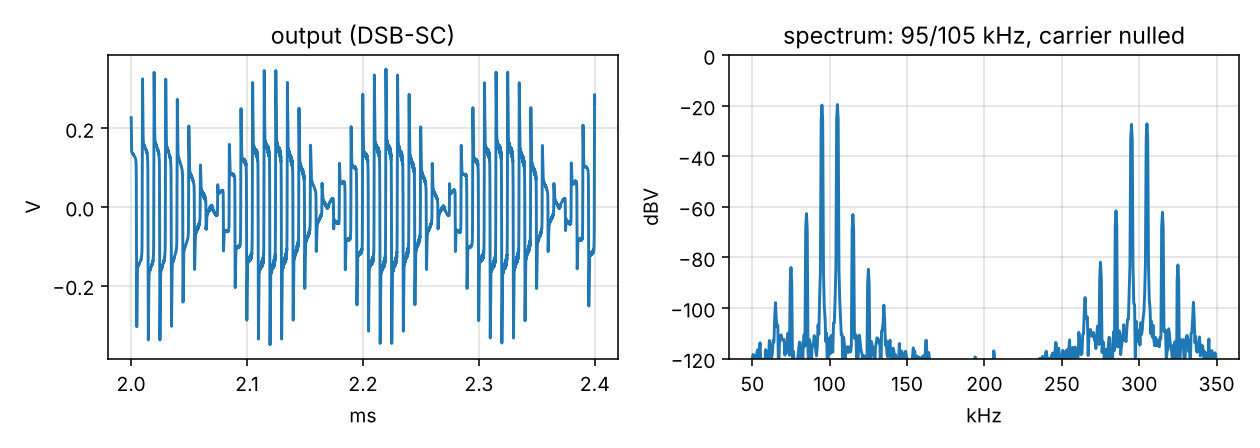 output (DSB-SC)
V
0.2
0.0
−0.2
2.0 2.1 2.2 2.3 2.4
ms
spectrum: 95/105 kHz, carrier nulled
dBV
0
−20
−40
−60
−80
−100
−120
50 100 150 200 250 300 350
kHz